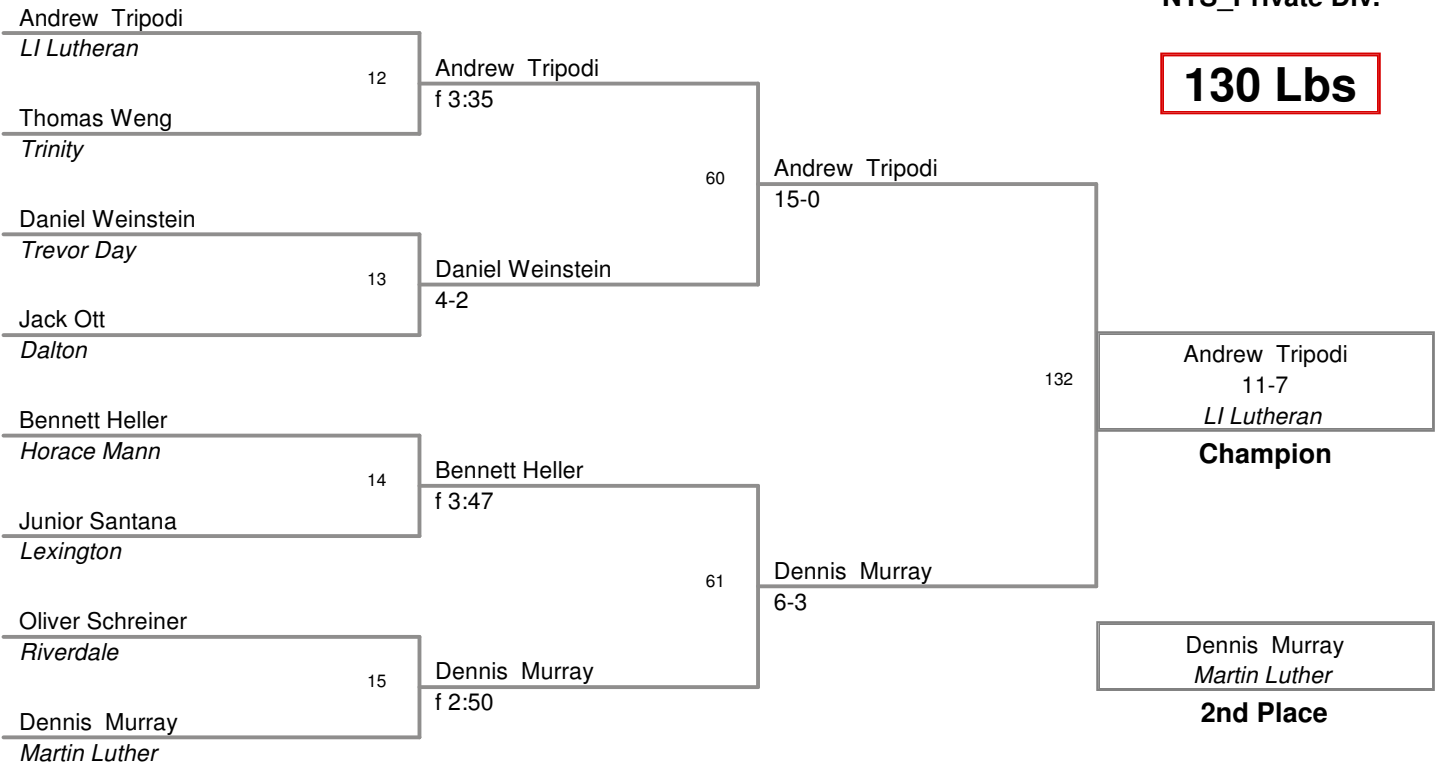 NYS_Private Div.
130 Lbs
Andrew Tripodi
LI Lutheran
12
Thomas Weng
Trinity
Andrew Tripodi
f 3:35
Daniel Weinstein
Trevor Day
13
Jack Ott
Dalton
Daniel Weinstein
4-2
60
Andrew Tripodi
15-0
Bennett Heller
Horace Mann
14
Junior Santana
Lexington
Bennett Heller
f 3:47
Oliver Schreiner
Riverdale
15
Dennis Murray
Martin Luther
Dennis Murray
f 2:50
61
Dennis Murray
6-3
132
Andrew Tripodi
11-7
LI Lutheran
Champion
Dennis Murray
Martin Luther
2nd Place